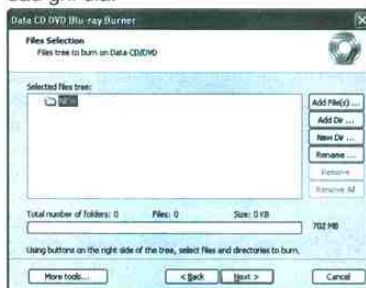 Data CD DVD Blu-ray Burner
Files Selection
Files tree to burn on Data-CD/DVD
Selected files tree:
NEW
Add File(s) ...
Add Dir ...
New Dir ...
Rename ...
Remove
Remove All
Total number of folders: 0 Files: 0 Size: 0 KB
702 MB
Using buttons on the right side of the tree, select files and directories to burn.
More tools... < Back Next > Cancel